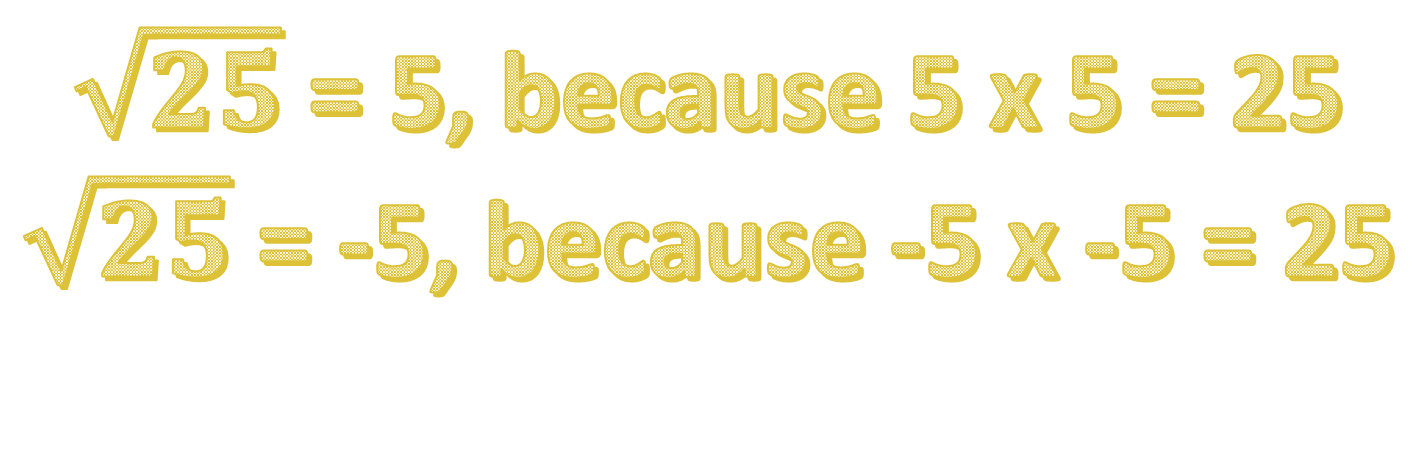 √25 = 5, because 5 x 5 = 25
√25 = -5, because -5 x -5 = 25